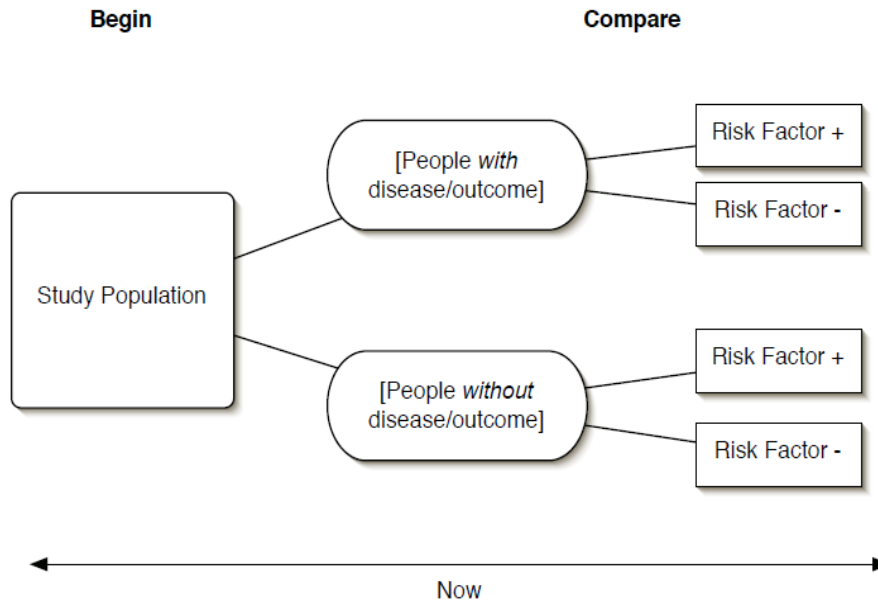 Begin
Compare
Study Population
[People with
disease/outcome]
Risk Factor +
Risk Factor -
[People without
disease/outcome]
Risk Factor +
Risk Factor -
Now